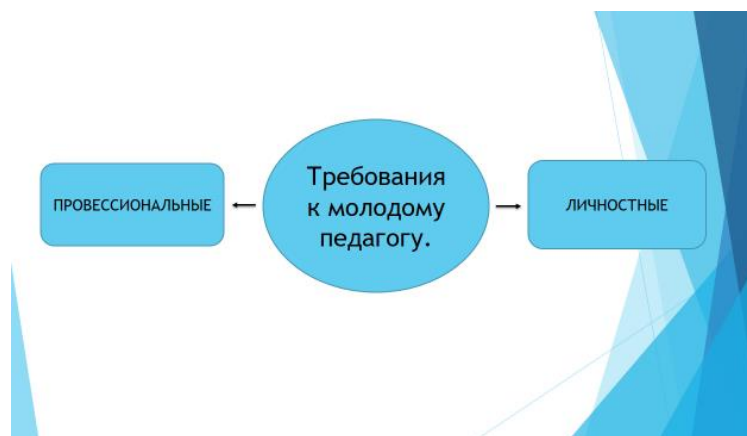 ПРОВЕССИОНАЛЬНЫЕ
Требования
к молодому
педагогу.
ЛИЧНОСТНЫЕ